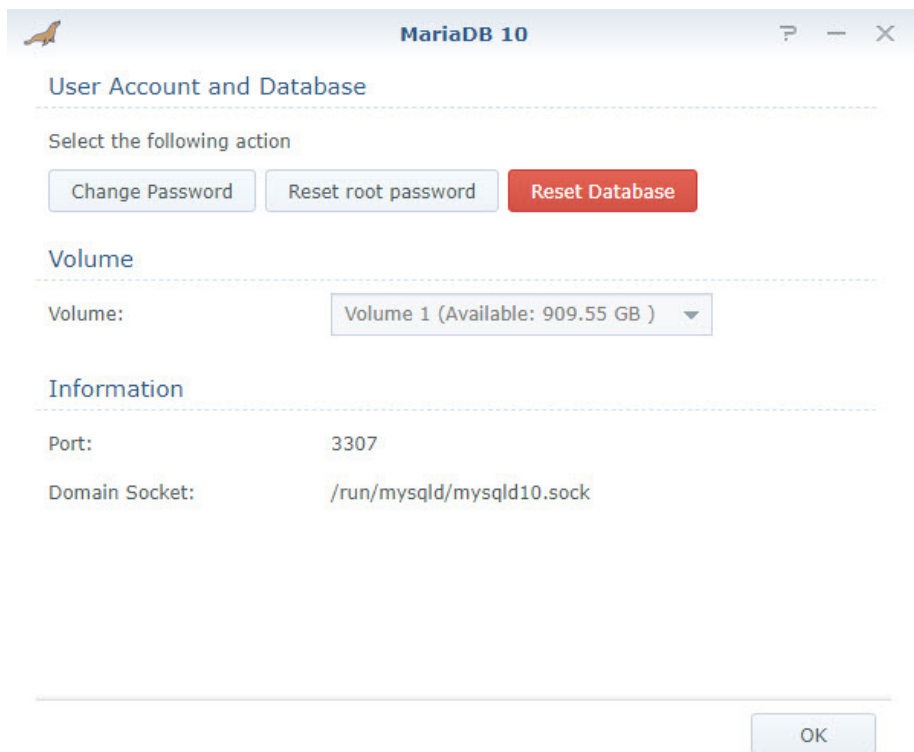 MariaDB 10
User Account and Database
Select the following action
Change Password Reset root password Reset Database
Volume
Volume: Volume 1 (Available: 909.55 GB )
Information
Port: 3307
Domain Socket: /run/mysqld/mysqld10.sock
OK